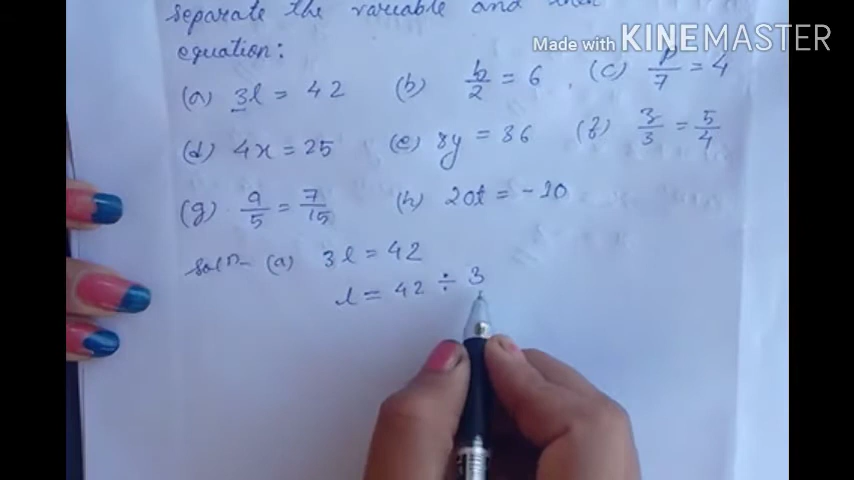 separate the variable and then
equation:
Made with KINEMASTER
(a) 3l = 42 (b) b/2 = 6 . (c) p/7 = 4
(d) 4x = 25 (e) 8y = 36 (f) z/3 = 5/4
(g) a/5 = 7/15 (h) 20t = -10
Soln- (a) 3l = 42
l = 42 ÷ 3